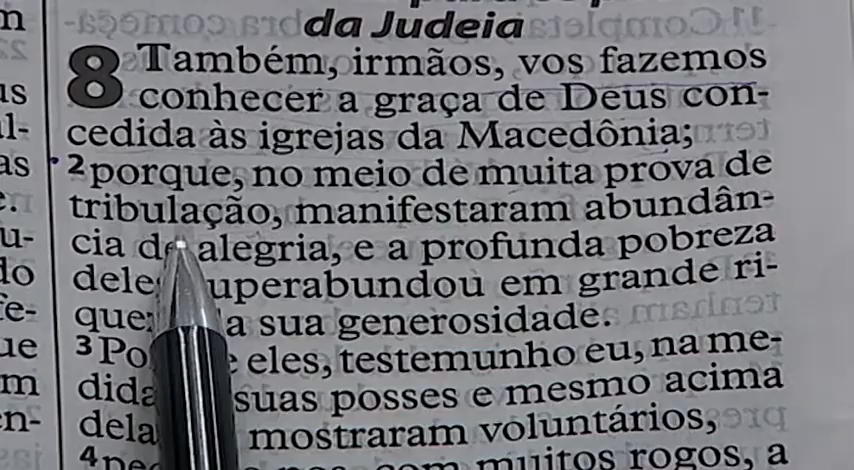 da Judeia
8 Também, irmãos, vos fazemos
conhecer a graça de Deus con-
cedida às igrejas da Macedônia;
2 porque, no meio de muita prova de
tribulação, manifestaram abundân-
cia de alegria, e a profunda pobreza
dele uperabundou em grande ri-
que a sua generosidade.
3 Po e eles, testemunho eu, na me-
dida suas posses e mesmo acima
dela mostraram voluntários,
4 muitos rogos, a